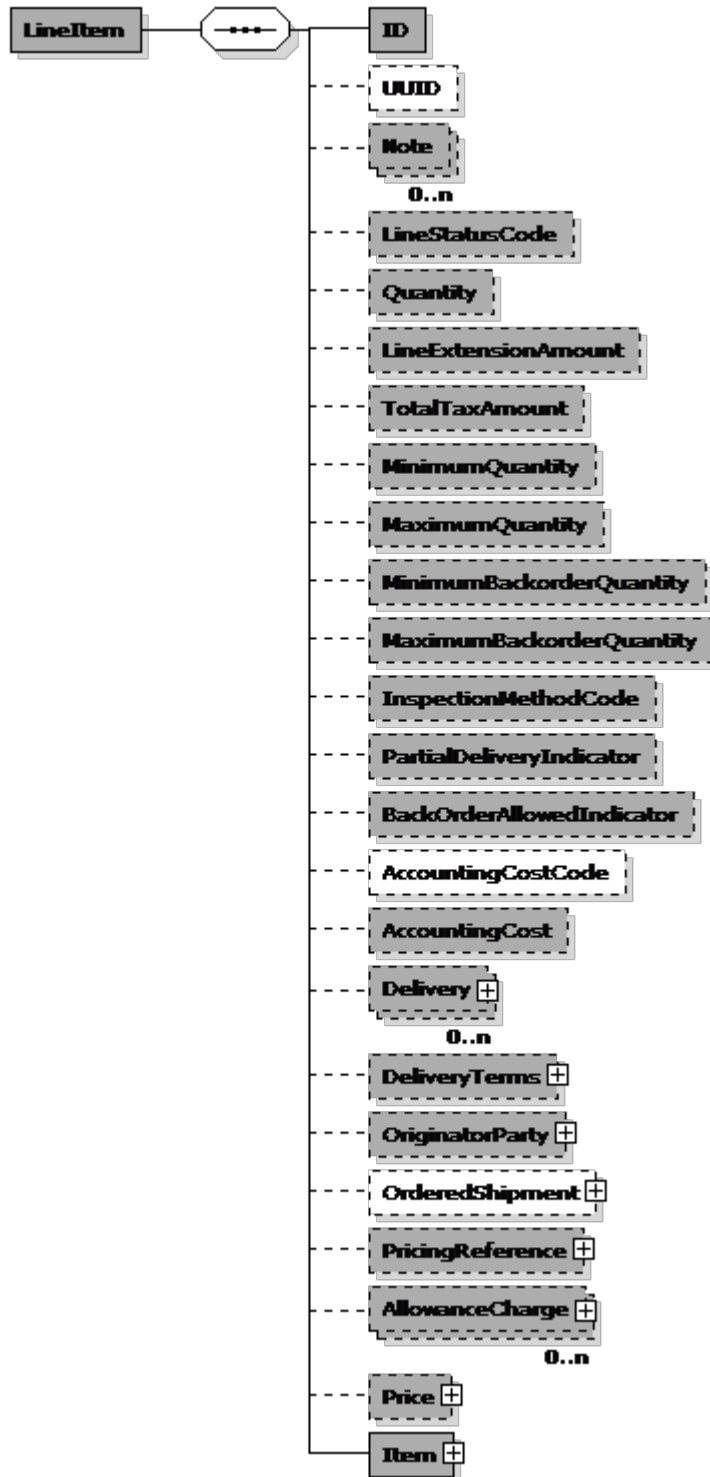 LineItem
ID
UUID
Note
0..n
LineStatusCode
Quantity
LineExtensionAmount
TotalTaxAmount
MinimumQuantity
MaximumQuantity
MinimumBackorderQuantity
MaximumBackorderQuantity
InspectionMethodCode
PartialDeliveryIndicator
BackOrderAllowedIndicator
AccountingCostCode
AccountingCost
Delivery
0..n
DeliveryTerms
OriginatorParty
OrderedShipment
PricingReference
AllowanceCharge
0..n
Price
Item